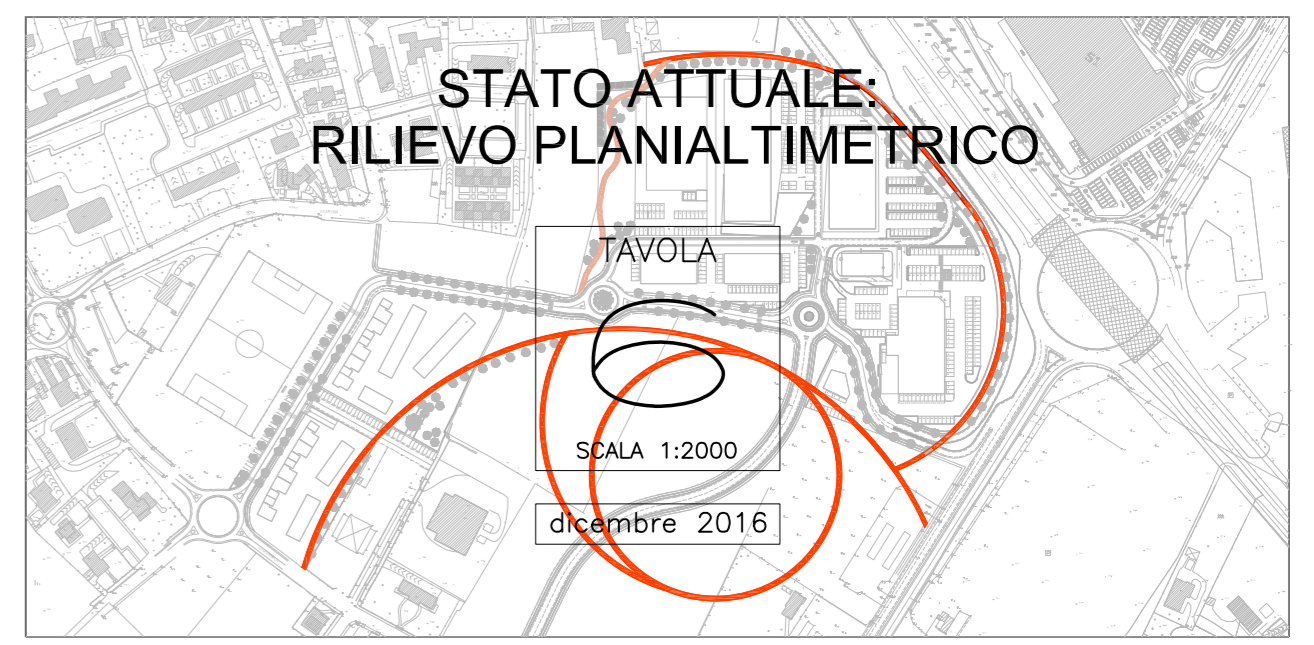 STATO ATTUALE:
RILIEVO PLANIALTIMETRICO
TAVOLA
6
SCALA 1:2000
dicembre 2016